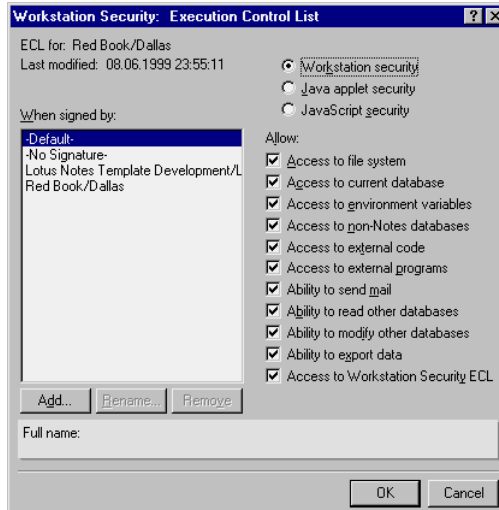 Workstation Security: Execution Control List
ECL for: Red Book/Dallas
Last modified: 08.06.1999 23:55:11
Workstation security
Java applet security
JavaScript security
When signed by:
-Default-
-No Signature-
Lotus Notes Template Development/L
Red Book/Dallas
Allow:
Access to file system
Access to current database
Access to environment variables
Access to non-Notes databases
Access to external code
Access to external programs
Ability to send mail
Ability to read other databases
Ability to modify other databases
Ability to export data
Access to Workstation Security ECL
Add... Rename... Remove
Full name:
OK Cancel